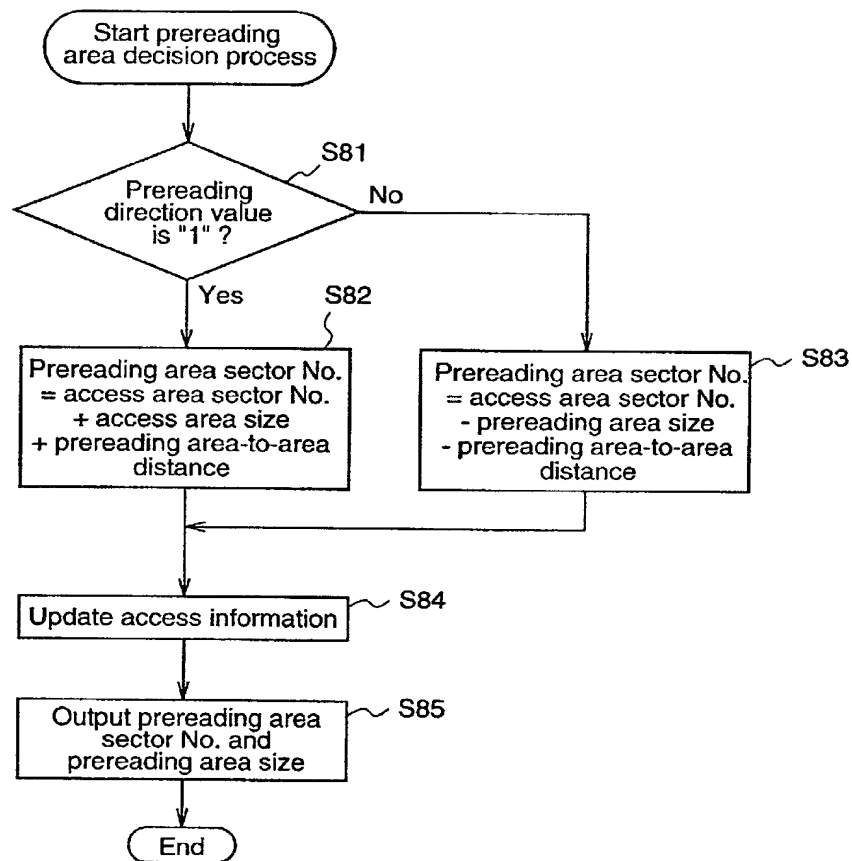 Start prereading
area decision process
S81
Prereading
direction value
is "1" ?
No
Yes
S82
Prereading area sector No.
= access area sector No.
+ access area size
+ prereading area-to-area
distance
S83
Prereading area sector No.
= access area sector No.
- prereading area size
- prereading area-to-area
distance
Update access information
S84
Output prereading area
sector No. and
prereading area size
S85
End